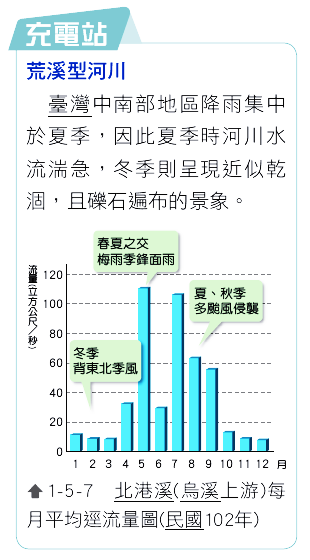 充電站
荒溪型河川
臺灣中南部地區降雨集中
於夏季，因此夏季時河川水
流湍急，冬季則呈現近似乾
涸，且礫石遍布的景象。
流量(立方公尺／秒)
春夏之交
梅雨季鋒面雨
夏、秋季
多颱風侵襲
冬季
背東北季風
120
100
80
60
40
20
0
1 2 3 4 5 6 7 8 9 10 11 12 月
1-5-7 北港溪(烏溪上游)每
月平均逕流量圖(民國102年)